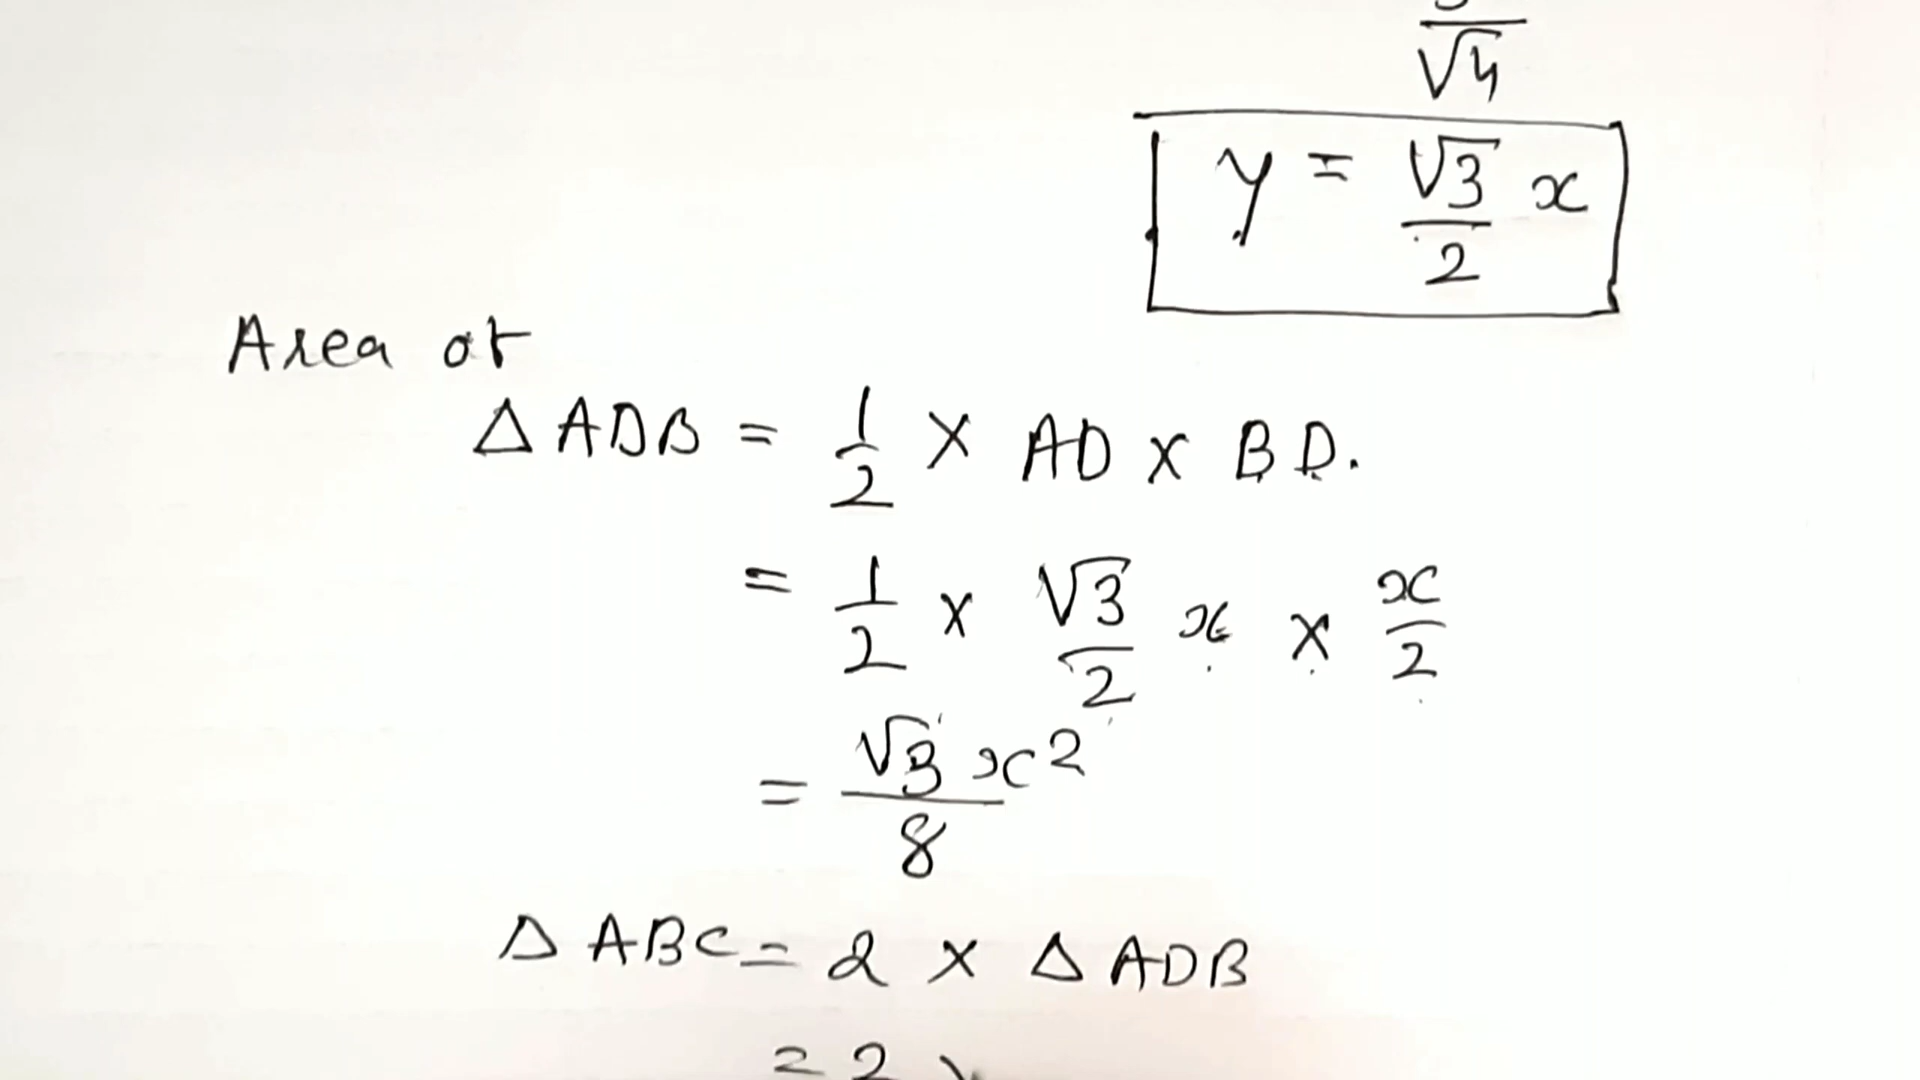 √4
y = √3/2 x
Area of
Δ ADB = 1/2 × AD × BD.
= 1/2 × √3/2 x × x/2
= √3 x²/8
Δ ABC = 2 × Δ ADB
= 2 ×